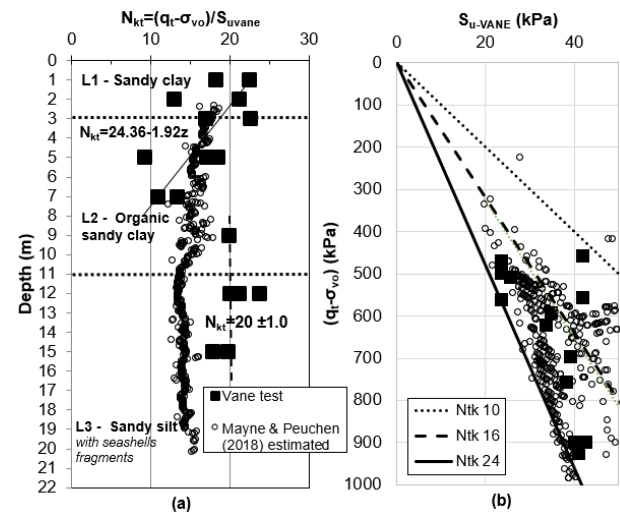 Nkt=(qt-σvo)/Suvane
0 10 20 30
Depth (m)
0
1
2
3
4
5
6
7
8
9
10
11
12
13
14
15
16
17
18
19
20
21
22
L1 - Sandy clay
Nkt=24.36-1.92z
L2 - Organic
sandy clay
Nkt=20 ±1.0
L3 - Sandy silt
with seashells
fragments
Vane test
Mayne & Peuchen
(2018) estimated
(a)
Su-VANE (kPa)
0 20 40
(qt-σvo) (kPa)
0
100
200
300
400
500
600
700
800
900
1000
Ntk 10
Ntk 16
Ntk 24
(b)